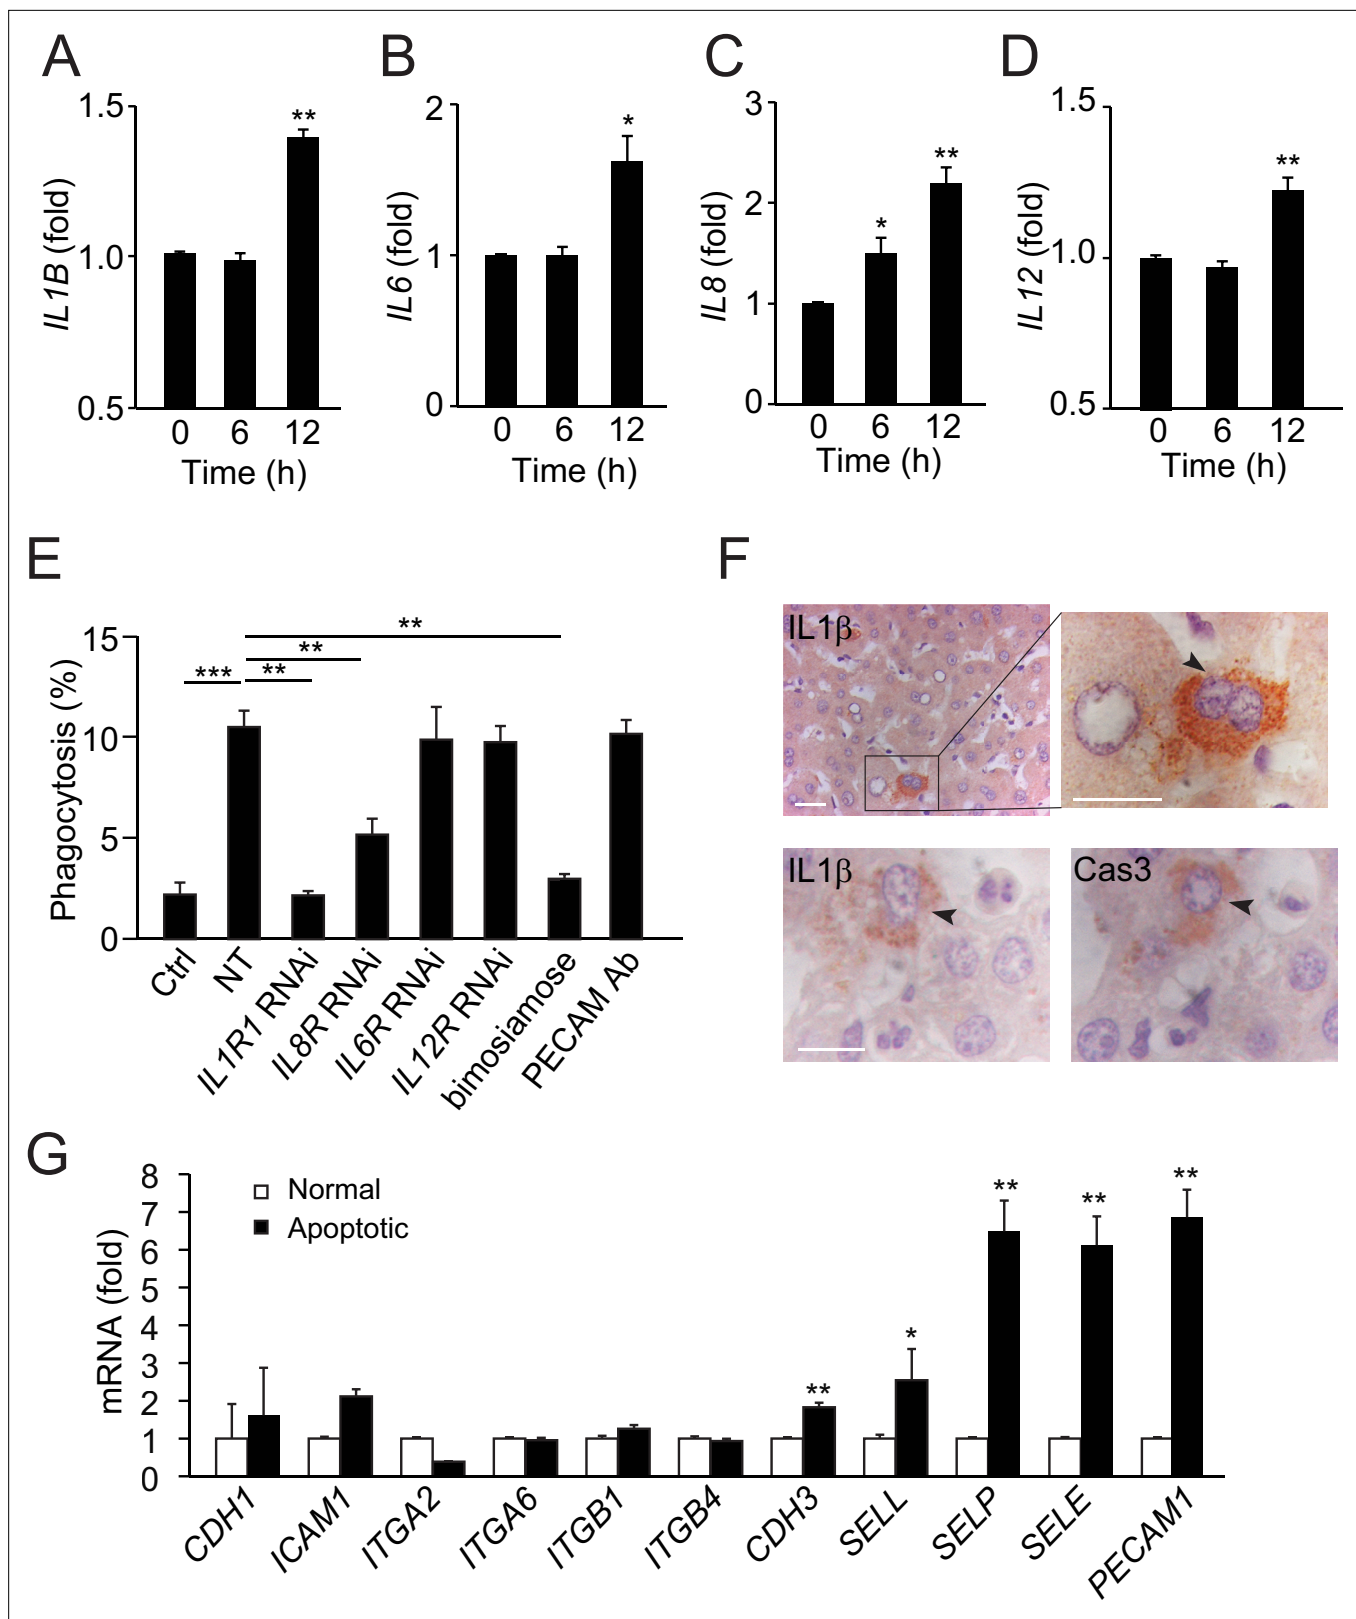 A
IL1B (fold)
1.5
1.0
0.5
**
0 6 12
Time (h)
B
IL6 (fold)
2
1
0
*
0 6 12
Time (h)
C
IL8 (fold)
3
2
1
0
*
**
0 6 12
Time (h)
D
IL12 (fold)
1.5
1.0
0.5
**
0 6 12
Time (h)
E
Phagocytosis (%)
15
10
5
0
***
**
**
**
Ctrl
NT
IL1R1 RNAi
IL8R RNAi
IL6R RNAi
IL12R RNAi
bimosiamose
PECAM Ab
F
IL1β
IL1β
Cas3
G
mRNA (fold)
8
7
6
5
4
3
2
1
0
Normal
Apoptotic
**
*
**
**
**
CDH1
ICAM1
ITGA2
ITGA6
ITGB1
ITGB4
CDH3
SELL
SELP
SELE
PECAM1